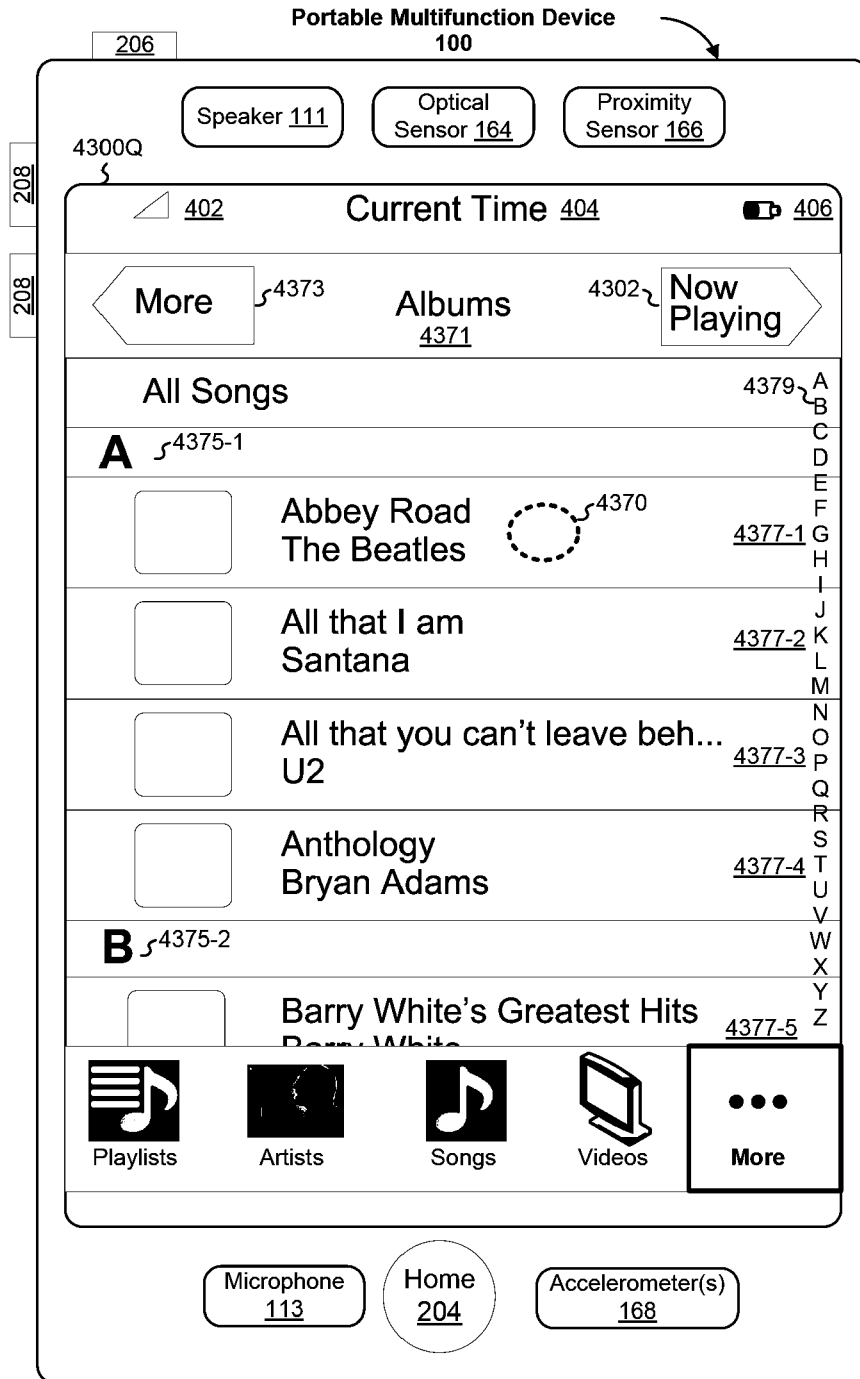 Portable Multifunction Device
100
206
Speaker 111
Optical
Sensor 164
Proximity
Sensor 166
4300Q
208
208
402
Current Time 404
406
More
4373
Albums
4371
4302
Now
Playing
All Songs
4379
A
B
C
D
E
F
G
H
I
J
K
L
M
N
O
P
Q
R
S
T
U
V
W
X
Y
Z
A
4375-1
Abbey Road
The Beatles
4370
4377-1
All that I am
Santana
4377-2
All that you can't leave beh...
U2
4377-3
Anthology
Bryan Adams
4377-4
B
4375-2
Barry White's Greatest Hits
Barry White
4377-5
Playlists
Artists
Songs
Videos
More
Microphone
113
Home
204
Accelerometer(s)
168